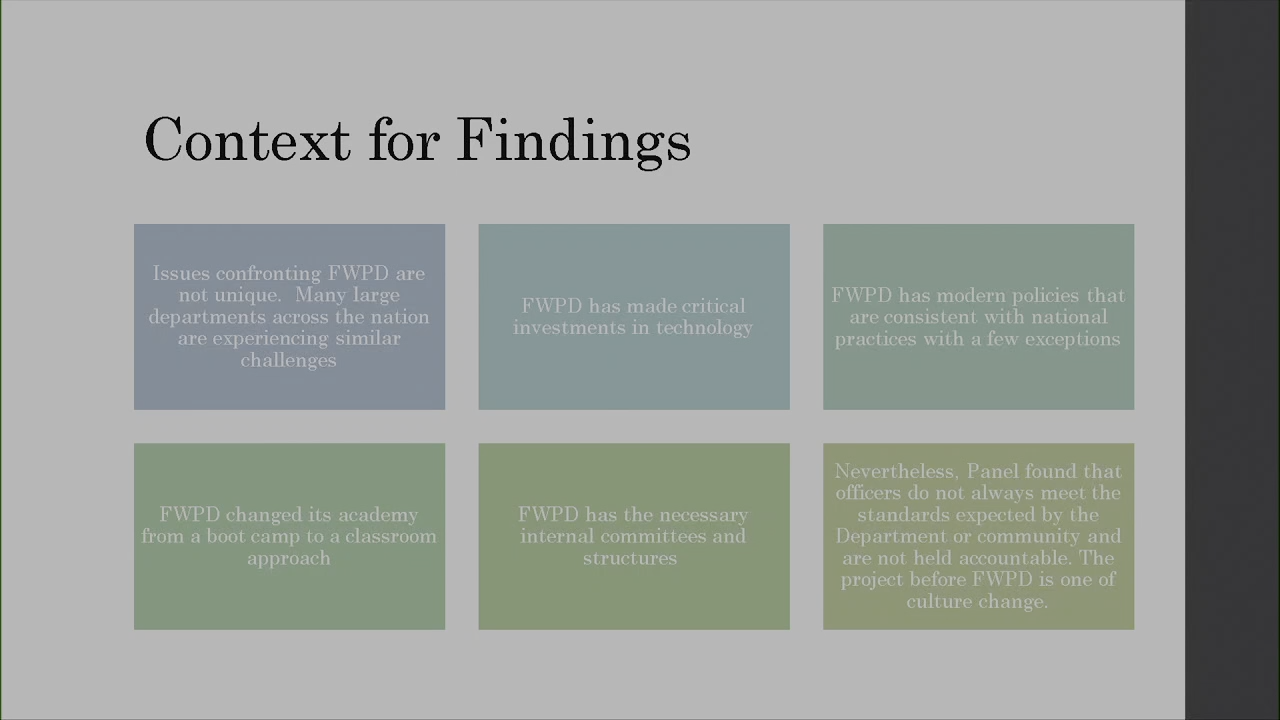 Context for Findings
Issues confronting FWPD are
not unique.  Many large
departments across the nation
are experiencing similar
challenges
FWPD has made critical
investments in technology
FWPD has modern policies that
are consistent with national
practices with a few exceptions
FWPD changed its academy
from a boot camp to a classroom
approach
FWPD has the necessary
internal committees and
structures
Nevertheless, Panel found that
officers do not always meet the
standards expected by the
Department or community and
are not held accountable. The
project before FWPD is one of
culture change.